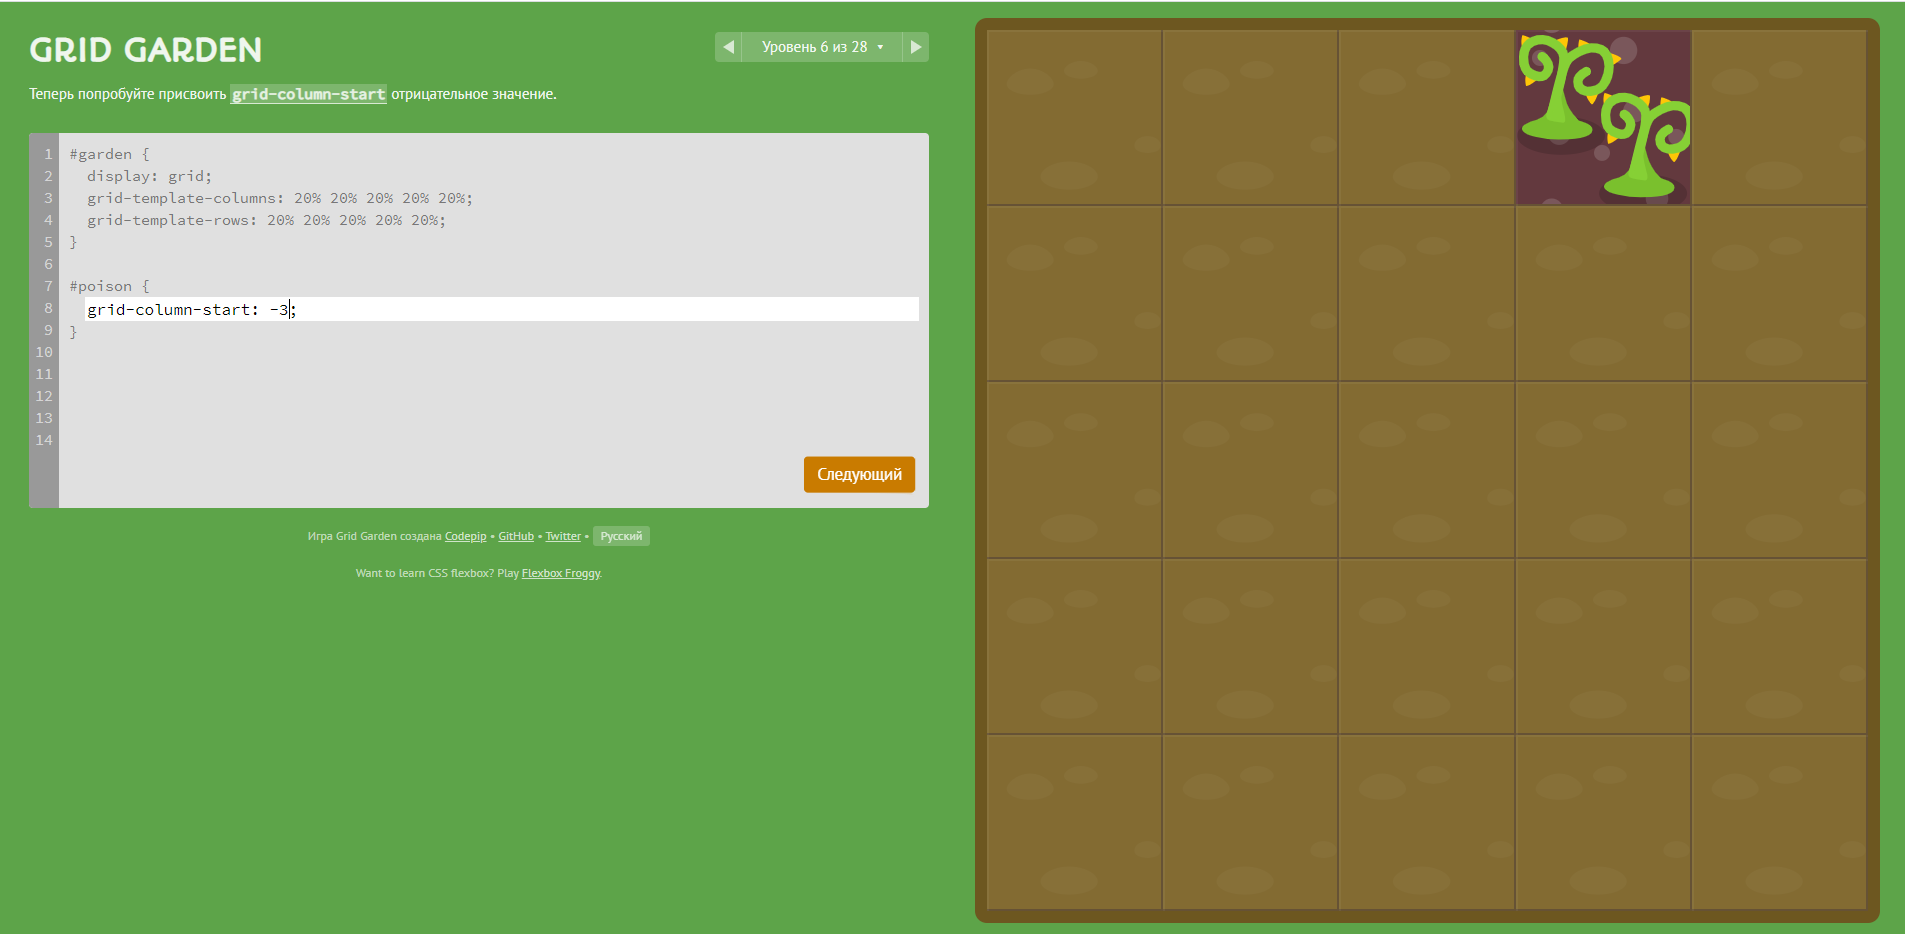 GRID GARDEN
◀ Уровень 6 из 28 ▼ ▶
Теперь попробуйте присвоить grid-column-start отрицательное значение.
1 #garden {
2 display: grid;
3 grid-template-columns: 20% 20% 20% 20% 20%;
4 grid-template-rows: 20% 20% 20% 20% 20%;
5 }
6
7 #poison {
8 grid-column-start: -3;
9 }
10
11
12
13
14
Следующий
Игра Grid Garden создана Codepip • GitHub • Twitter • Русский
Want to learn CSS flexbox? Play Flexbox Froggy.